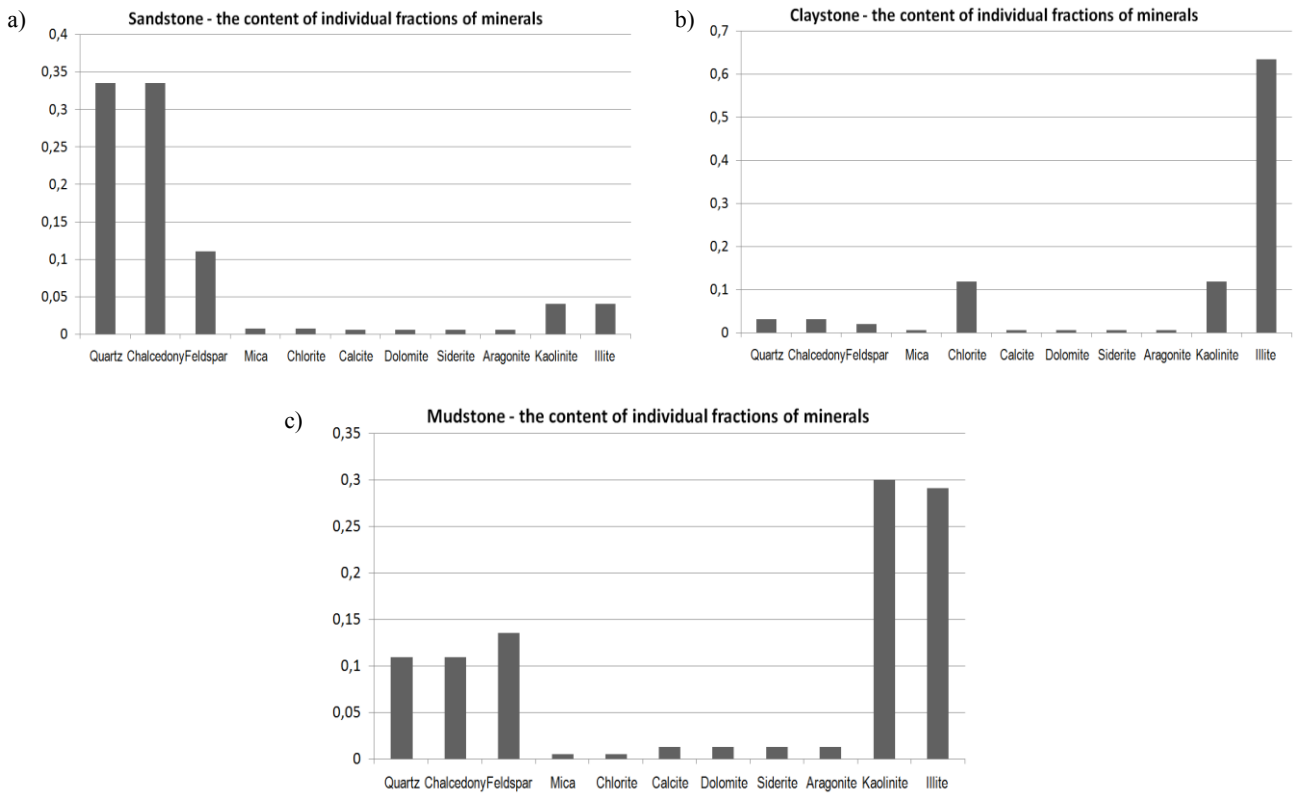 a)
Sandstone - the content of individual fractions of minerals
0,4
0,35
0,3
0,25
0,2
0,15
0,1
0,05
0
Quartz Chalcedony Feldspar Mica Chlorite Calcite Dolomite Siderite Aragonite Kaolinite Illite
b)
Claystone - the content of individual fractions of minerals
0,7
0,6
0,5
0,4
0,3
0,2
0,1
0
Quartz Chalcedony Feldspar Mica Chlorite Calcite Dolomite Siderite Aragonite Kaolinite Illite
c)
Mudstone - the content of individual fractions of minerals
0,35
0,3
0,25
0,2
0,15
0,1
0,05
0
Quartz Chalcedony Feldspar Mica Chlorite Calcite Dolomite Siderite Aragonite Kaolinite Illite